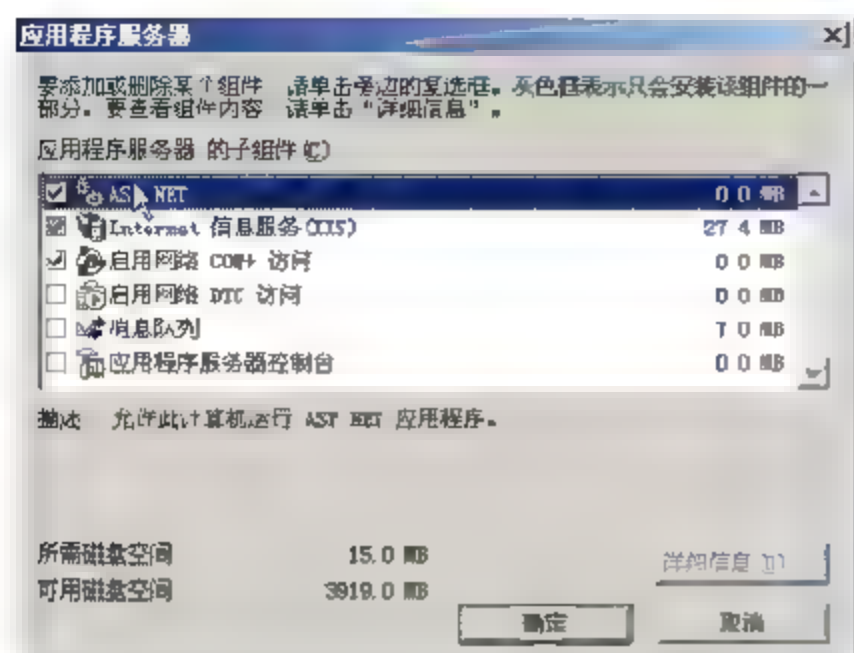 应用程序服务器
要添加或删除某个组件 请单击旁边的复选框。灰色框表示只会安装该组件的一
部分。要查看组件内容 请单击“详细信息”。
应用程序服务器 的子组件(C)
ASP.NET 0.0 MB
Internet 信息服务(IIS) 27.4 MB
启用网络 COM+ 访问 0.0 MB
启用网络 DTC 访问 0.0 MB
消息队列 7.0 MB
应用程序服务器控制台 0.0 MB
描述 允许此计算机运行 ASP.NET 应用程序。
所需磁盘空间 15.0 MB
可用磁盘空间 3919.0 MB
详细信息(D)
确定 取消